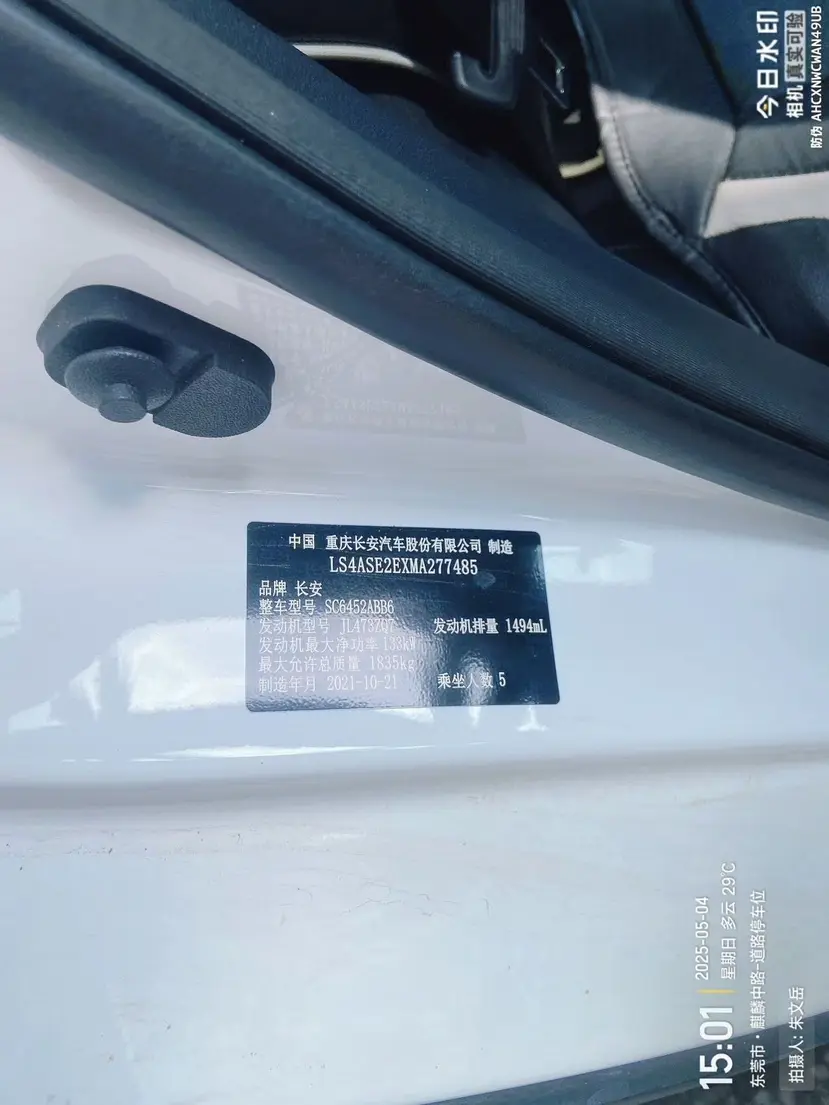 中国 重庆长安汽车股份有限公司 制造
LS4ASE2EXMA277485
品牌 长安
整车型号 SC6452ABB6
发动机型号 JL473ZQ7 发动机排量 1494mL
发动机最大净功率 133kW
最大允许总质量 1835kg
制造年月 2021-10-21 乘坐人数 5
今日水印
相机 真实可验
防伪 AHCXNWCWAN49UB
15:01
2025-05-04
星期日 多云 29℃
东莞市·麒麟中路-道路停车位
拍摄人: 朱文岳